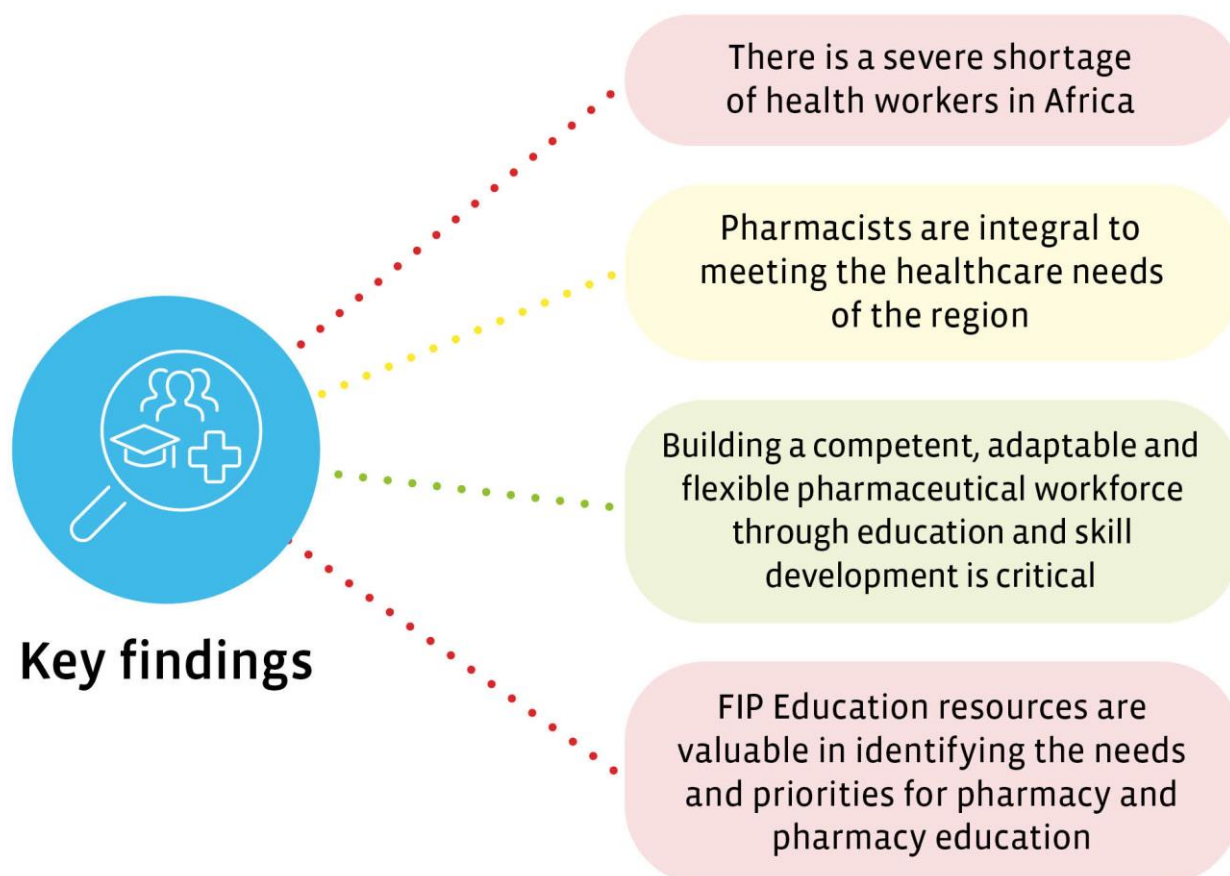 There is a severe shortage
of health workers in Africa
Pharmacists are integral to
meeting the healthcare needs
of the region
Building a competent, adaptable and
flexible pharmaceutical workforce
through education and skill
development is critical
Key findings
FIP Education resources are
valuable in identifying the needs
and priorities for pharmacy and
pharmacy education